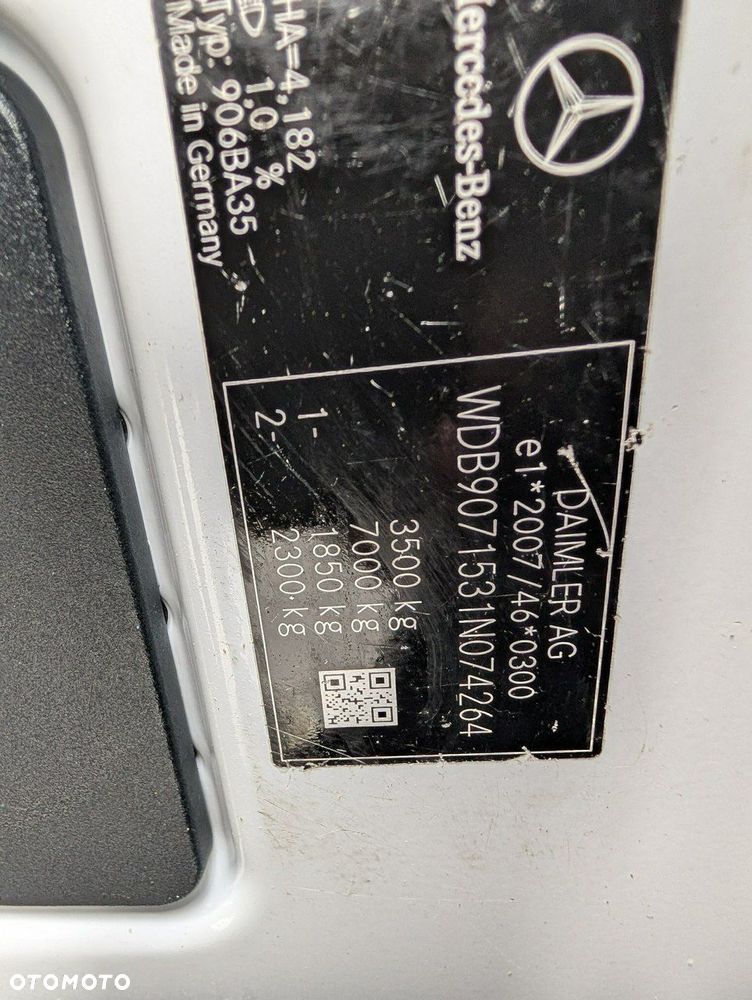 Mercedes-Benz
HA=4,182
1,0 %
Typ: 906BA35
Made in Germany
DAIMLER AG
e1*2007/46*0300
WDB9071531N074264
3500 kg
7000 kg
1- 1850 kg
2- 2300 kg
OTOMOTO